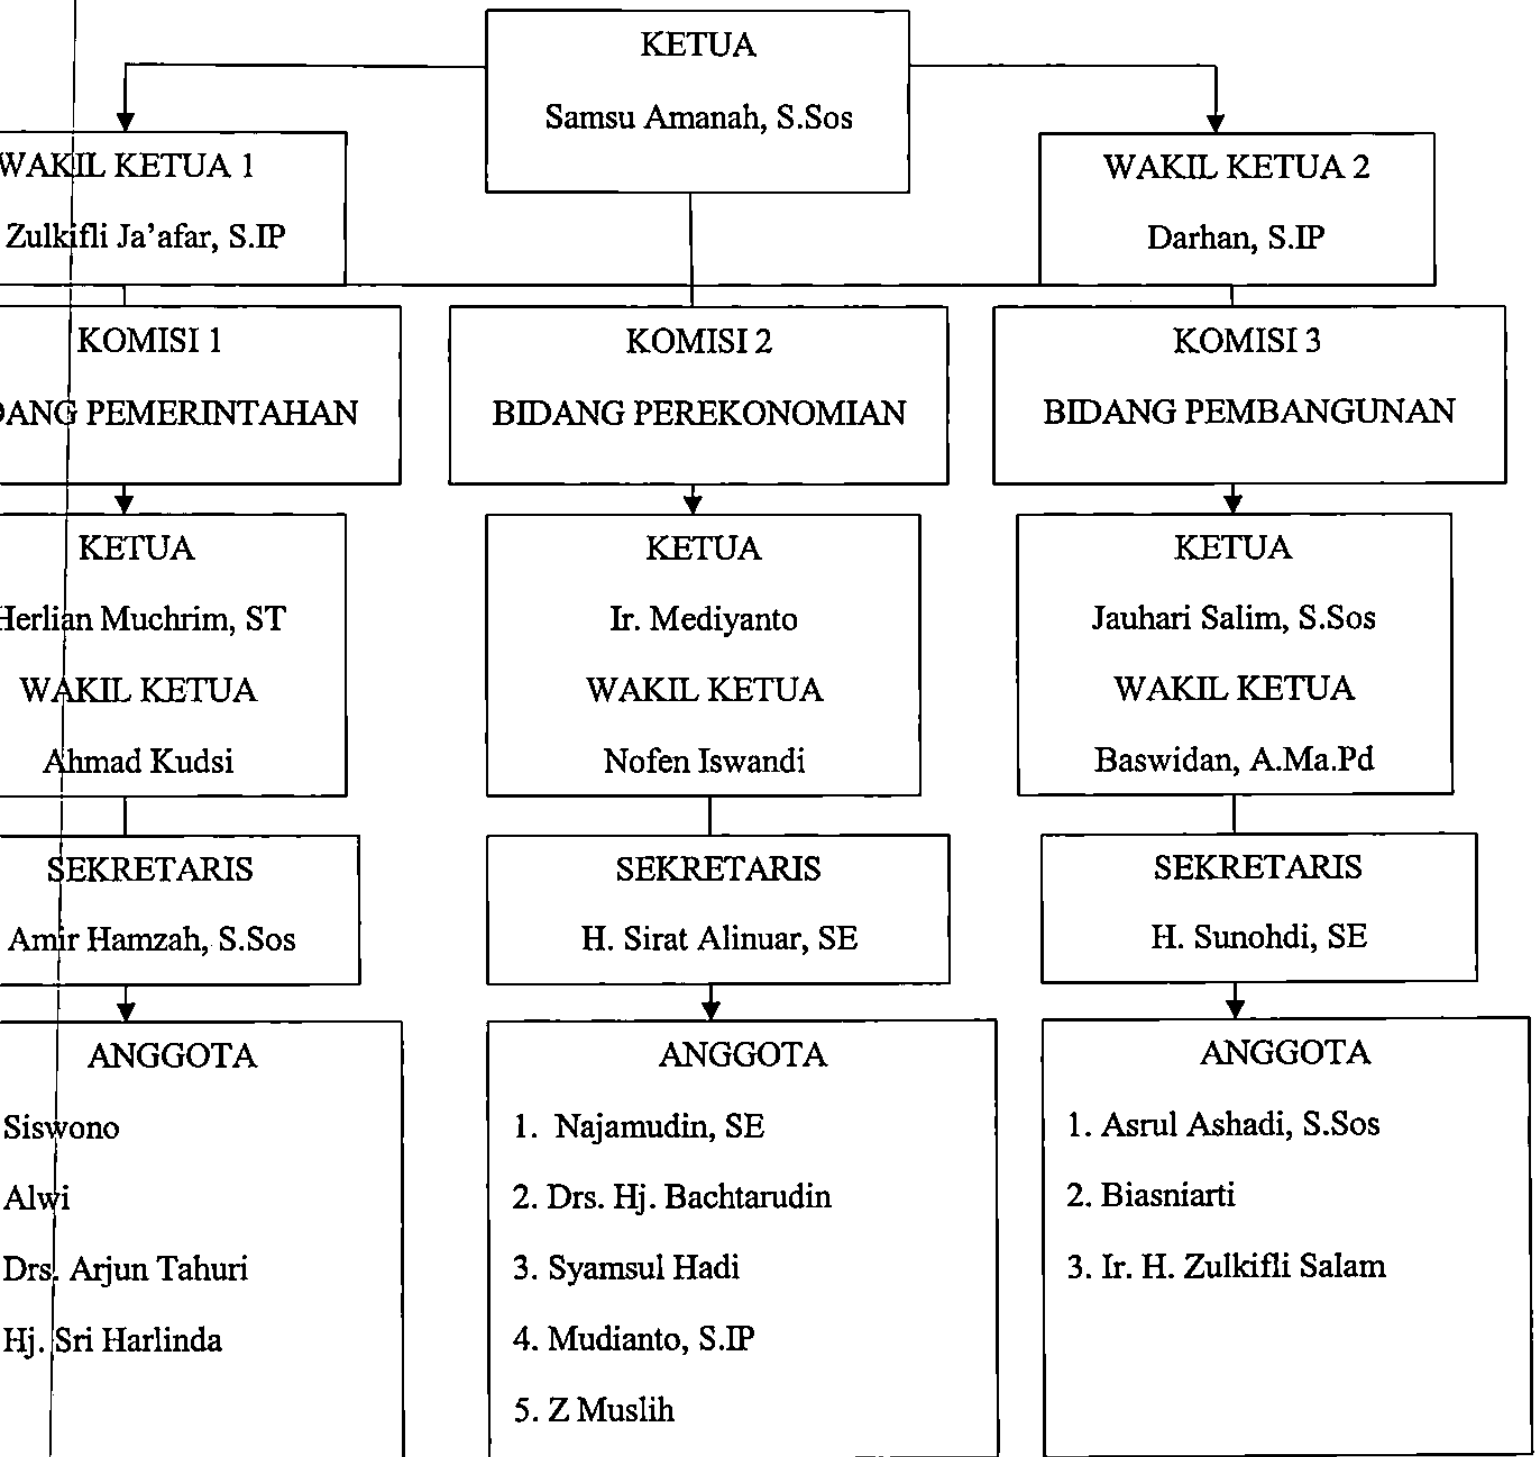 KETUA
Samsu Amanah, S.Sos
WAKIL KETUA 1
Zulkifli Ja'afar, S.IP
WAKIL KETUA 2
Darhan, S.IP
KOMISI 1
PEMERINTAHAN
KOMISI 2
BIDANG PEREKONOMIAN
KOMISI 3
BIDANG PEMBANGUNAN
KETUA
Herlian Muchrim, ST
WAKIL KETUA
Ahmad Kudsi
KETUA
Ir. Mediyanto
WAKIL KETUA
Nofen Iswandi
KETUA
Jauhari Salim, S.Sos
WAKIL KETUA
Baswidan, A.Ma.Pd
SEKRETARIS
Amir Hamzah, S.Sos
SEKRETARIS
H. Sirat Alinuar, SE
SEKRETARIS
H. Sunohdi, SE
ANGGOTA
Siswono
Alwi
Drs. Arjun Tahuri
Hj. Sri Harlinda
ANGGOTA
1. Najamudin, SE
2. Drs. Hj. Bachtarudin
3. Syamsul Hadi
4. Mudianto, S.IP
5. Z Muslih
ANGGOTA
1. Asrul Ashadi, S.Sos
2. Biasniarti
3. Ir. H. Zulkifli Salam